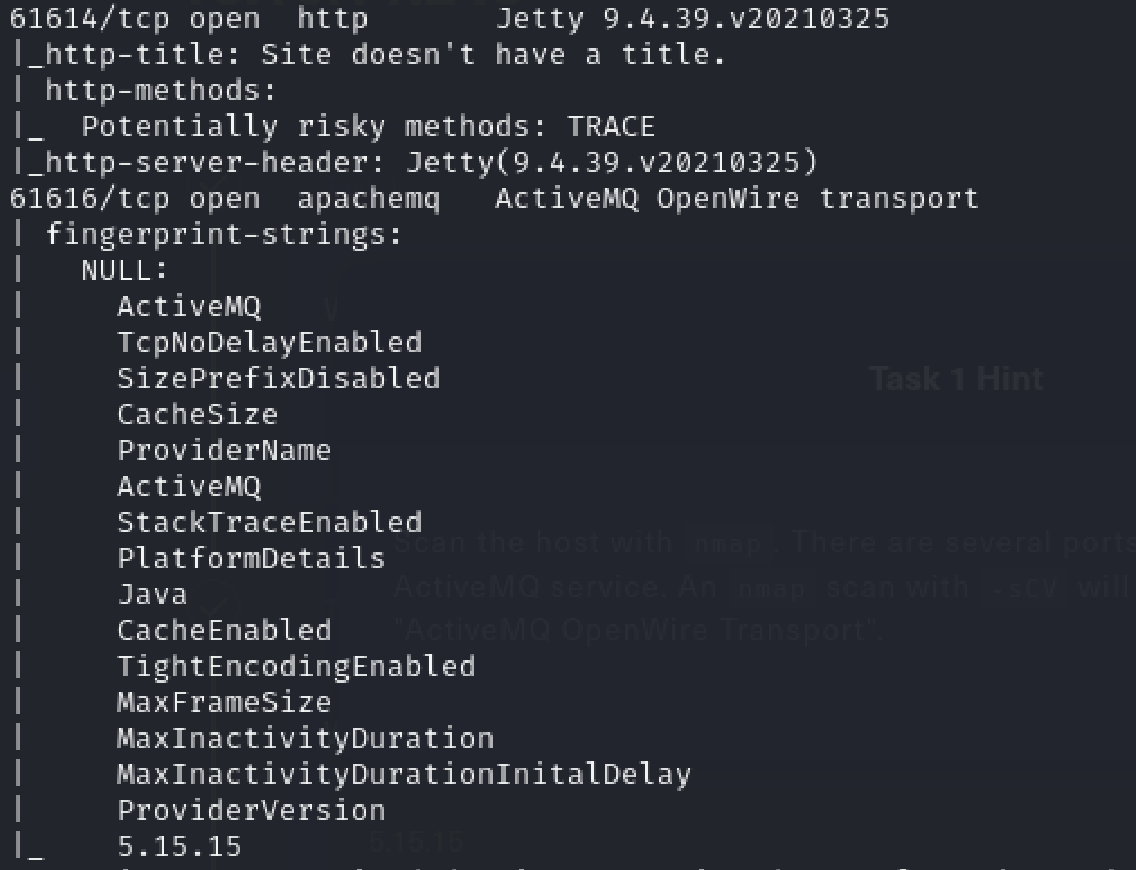 61614/tcp open  http      Jetty 9.4.39.v20210325
|_http-title: Site doesn't have a title.
| http-methods:
|_  Potentially risky methods: TRACE
|_http-server-header: Jetty(9.4.39.v20210325)
61616/tcp open  apachemq   ActiveMQ OpenWire transport
| fingerprint-strings:
|   NULL:
|     ActiveMQ
|     TcpNoDelayEnabled
|     SizePrefixDisabled
Task 1 Hint
|     CacheSize
|     ProviderName
|     ActiveMQ
|     StackTraceEnabled
Scan the host with nmap. There are several ports
|     PlatformDetails
ActiveMQ service. An nmap scan with -sCV will
|     Java
|     CacheEnabled
"ActiveMQ OpenWire Transport".
|     TightEncodingEnabled
|     MaxFrameSize
|     MaxInactivityDuration
|     MaxInactivityDurationInitalDelay
|     ProviderVersion
|_    5.15.15
5.15.15